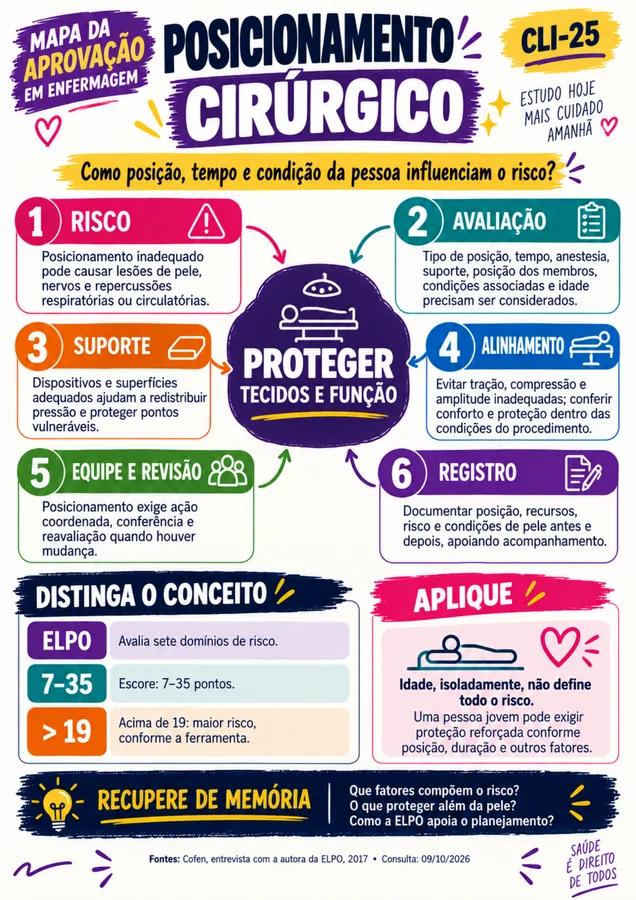 MAPA DA
APROVAÇÃO
EM ENFERMAGEM
POSICIONAMENTO
CIRÚRGICO
CLI-25
ESTUDO HOJE
MAIS CUIDADO
AMANHÃ
Como posição, tempo e condição da pessoa influenciam o risco?
1 RISCO
Posicionamento inadequado
pode causar lesões de pele,
nervos e repercussões
respiratórias ou circulatórias.
2 AVALIAÇÃO
Tipo de posição, tempo, anestesia,
suporte, posição dos membros,
condições associadas e idade
precisam ser considerados.
3 SUPORTE
Dispositivos e superfícies
adequados ajudam a redistribuir
pressão e proteger pontos
vulneráveis.
PROTEGER
TECIDOS E FUNÇÃO
4 ALINHAMENTO
Evitar tração, compressão e
amplitude inadequadas; conferir
conforto e proteção dentro das
condições do procedimento.
5 EQUIPE E REVISÃO
Posicionamento exige ação
coordenada, conferência e
reavaliação quando houver
mudança.
6 REGISTRO
Documentar posição, recursos,
risco e condições de pele antes e
depois, apoiando acompanhamento.
DISTINGA O CONCEITO
ELPO
Avalia sete domínios de risco.
7–35
Escore: 7–35 pontos.
> 19
Acima de 19: maior risco,
conforme a ferramenta.
APLIQUE
Idade, isoladamente, não define
todo o risco.
Uma pessoa jovem pode exigir
proteção reforçada conforme
posição, duração e outros fatores.
RECUPERE DE MEMÓRIA
Que fatores compõem o risco?
O que proteger além da pele?
Como a ELPO apoia o planejamento?
Fontes: Cofen, entrevista com a autora da ELPO, 2017 • Consulta: 09/10/2026
SAÚDE
É DIREITO
DE TODOS